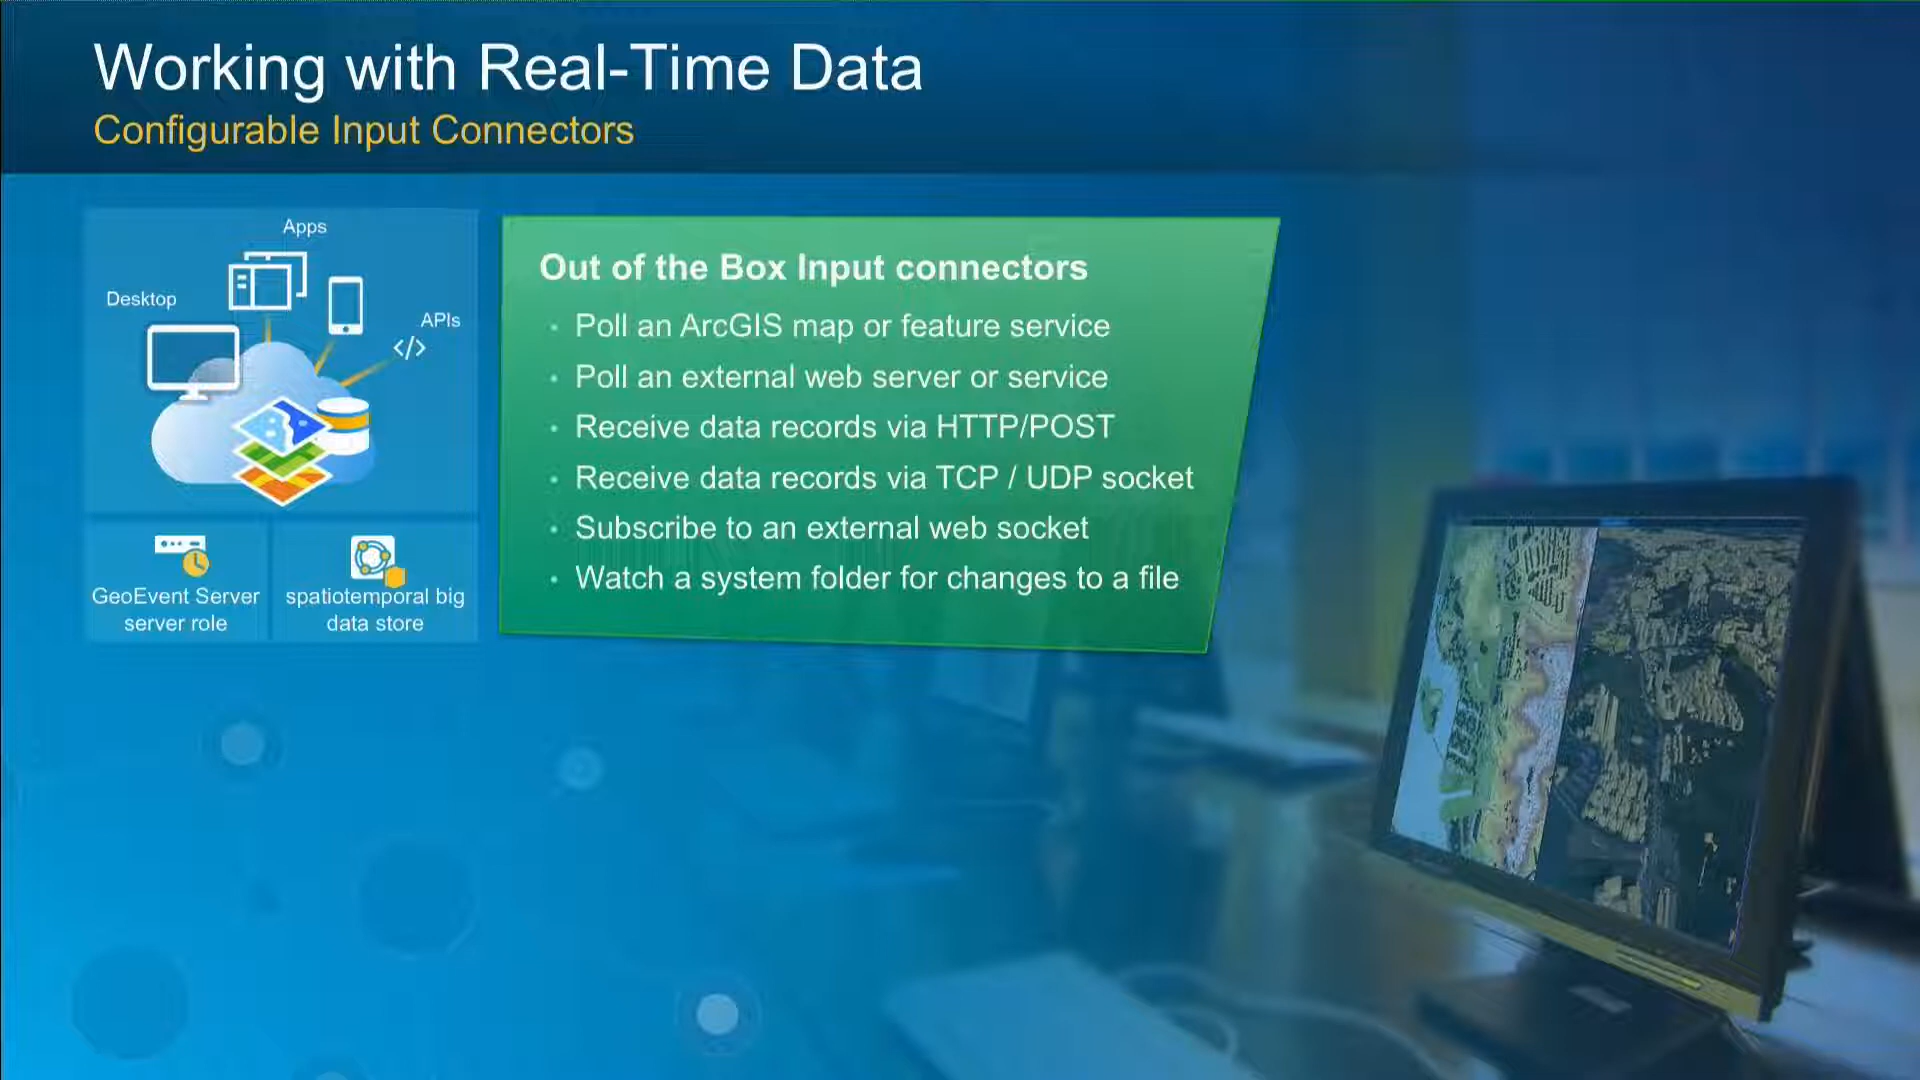 Working with Real-Time Data
Configurable Input Connectors
Apps
Desktop
APIs
</>
GeoEvent Server
server role
spatiotemporal big
data store
Out of the Box Input connectors
• Poll an ArcGIS map or feature service
• Poll an external web server or service
• Receive data records via HTTP/POST
• Receive data records via TCP / UDP socket
• Subscribe to an external web socket
• Watch a system folder for changes to a file